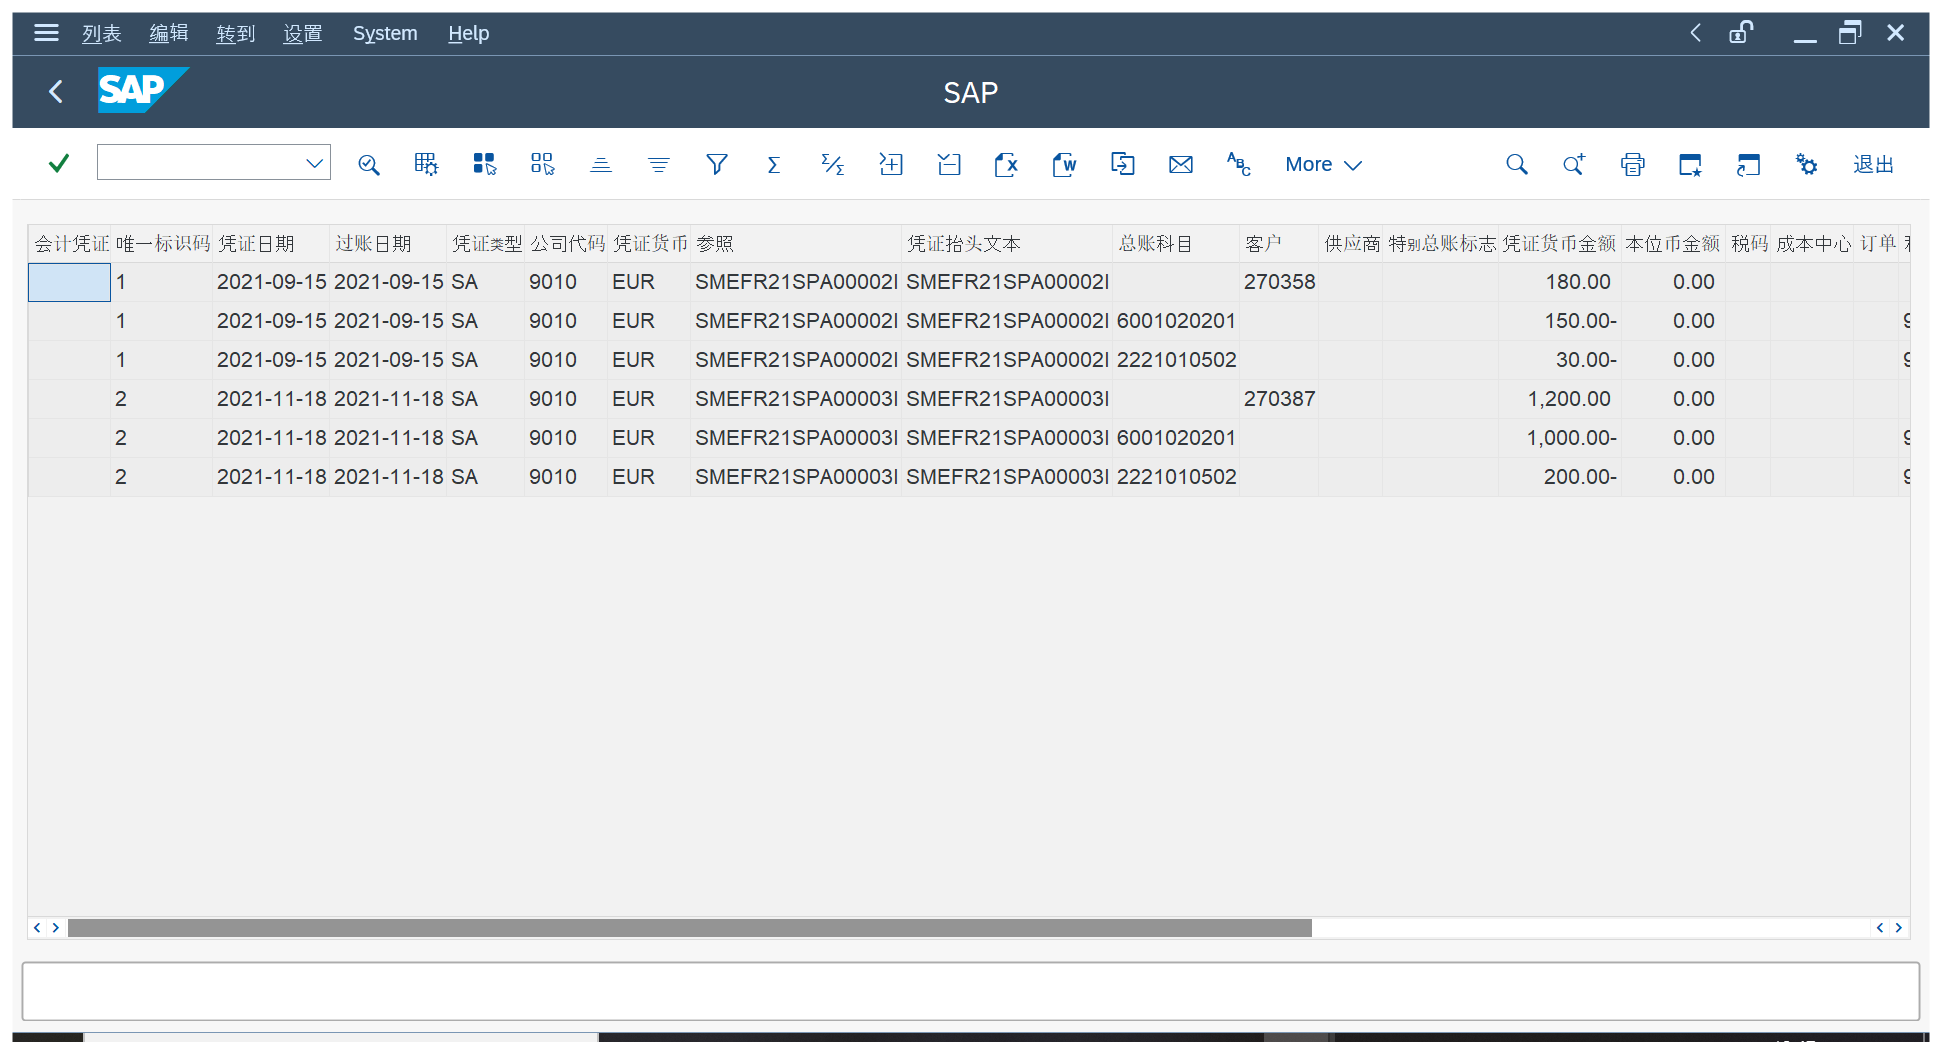 列表 编辑 转到 设置 System Help
SAP SAP
More 退出
会计凭证 唯一标识码 凭证日期 过账日期 凭证类型 公司代码 凭证货币 参照 凭证抬头文本 总账科目 客户 供应商 特别总账标志 凭证货币金额 本位币金额 税码 成本中心 订单
1 2021-09-15 2021-09-15 SA 9010 EUR SMEFR21SPA00002I SMEFR21SPA00002I 270358 180.00 0.00
1 2021-09-15 2021-09-15 SA 9010 EUR SMEFR21SPA00002I SMEFR21SPA00002I 6001020201 150.00- 0.00 9
1 2021-09-15 2021-09-15 SA 9010 EUR SMEFR21SPA00002I SMEFR21SPA00002I 2221010502 30.00- 0.00 9
2 2021-11-18 2021-11-18 SA 9010 EUR SMEFR21SPA00003I SMEFR21SPA00003I 270387 1,200.00 0.00
2 2021-11-18 2021-11-18 SA 9010 EUR SMEFR21SPA00003I SMEFR21SPA00003I 6001020201 1,000.00- 0.00 9
2 2021-11-18 2021-11-18 SA 9010 EUR SMEFR21SPA00003I SMEFR21SPA00003I 2221010502 200.00- 0.00 9